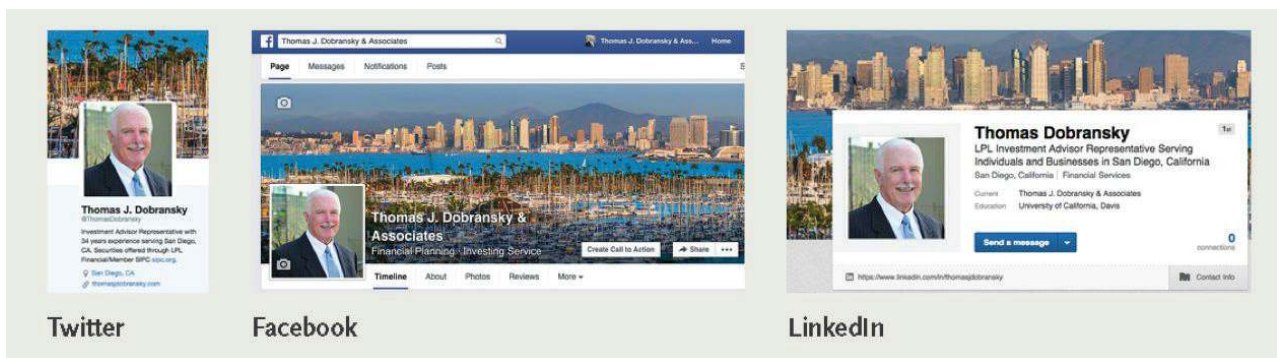 Thomas J. Dobransky
@ThomasDobransky
Investment Advisor Representative with
34 years experience serving San Diego,
CA. Securities offered through LPL
Financial/Member SIPC sipc.org.
San Diego, CA
thomasjdobransky.com
Twitter
Thomas J. Dobransky & Associates
Thomas J. Dobransky & Ass... Home
Page Messages Notifications Posts
Thomas J. Dobransky &
Associates
Financial Planning · Investing Service
Create Call to Action Share
Timeline About Photos Reviews More
Facebook
Thomas Dobransky
1st
LPL Investment Advisor Representative Serving
Individuals and Businesses in San Diego, California
San Diego, California | Financial Services
Current Thomas J. Dobransky & Associates
Education University of California, Davis
Send a message
0
connections
https://www.linkedin.com/in/thomasjdobransky
Contact Info
LinkedIn